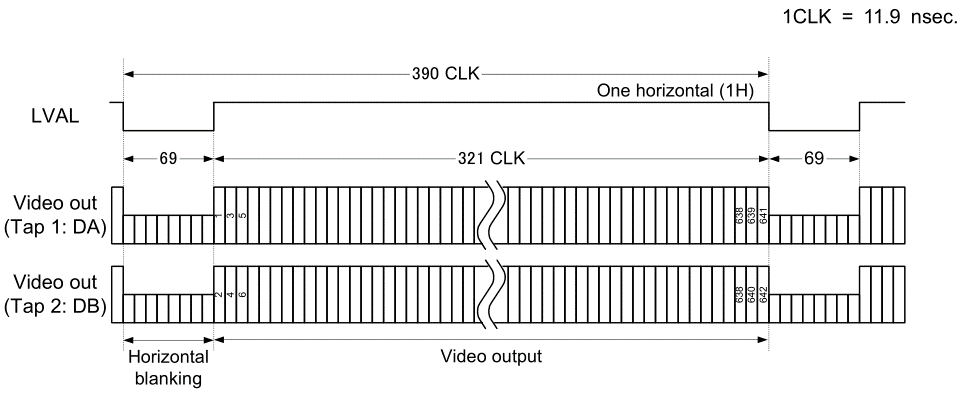 1CLK = 11.9 nsec.
390 CLK
One horizontal (1H)
LVAL
69
321 CLK
69
Video out
(Tap 1: DA)
1 3 5
638 639 641
Video out
(Tap 2: DB)
2 4 6
638 640 642
Horizontal
blanking
Video output